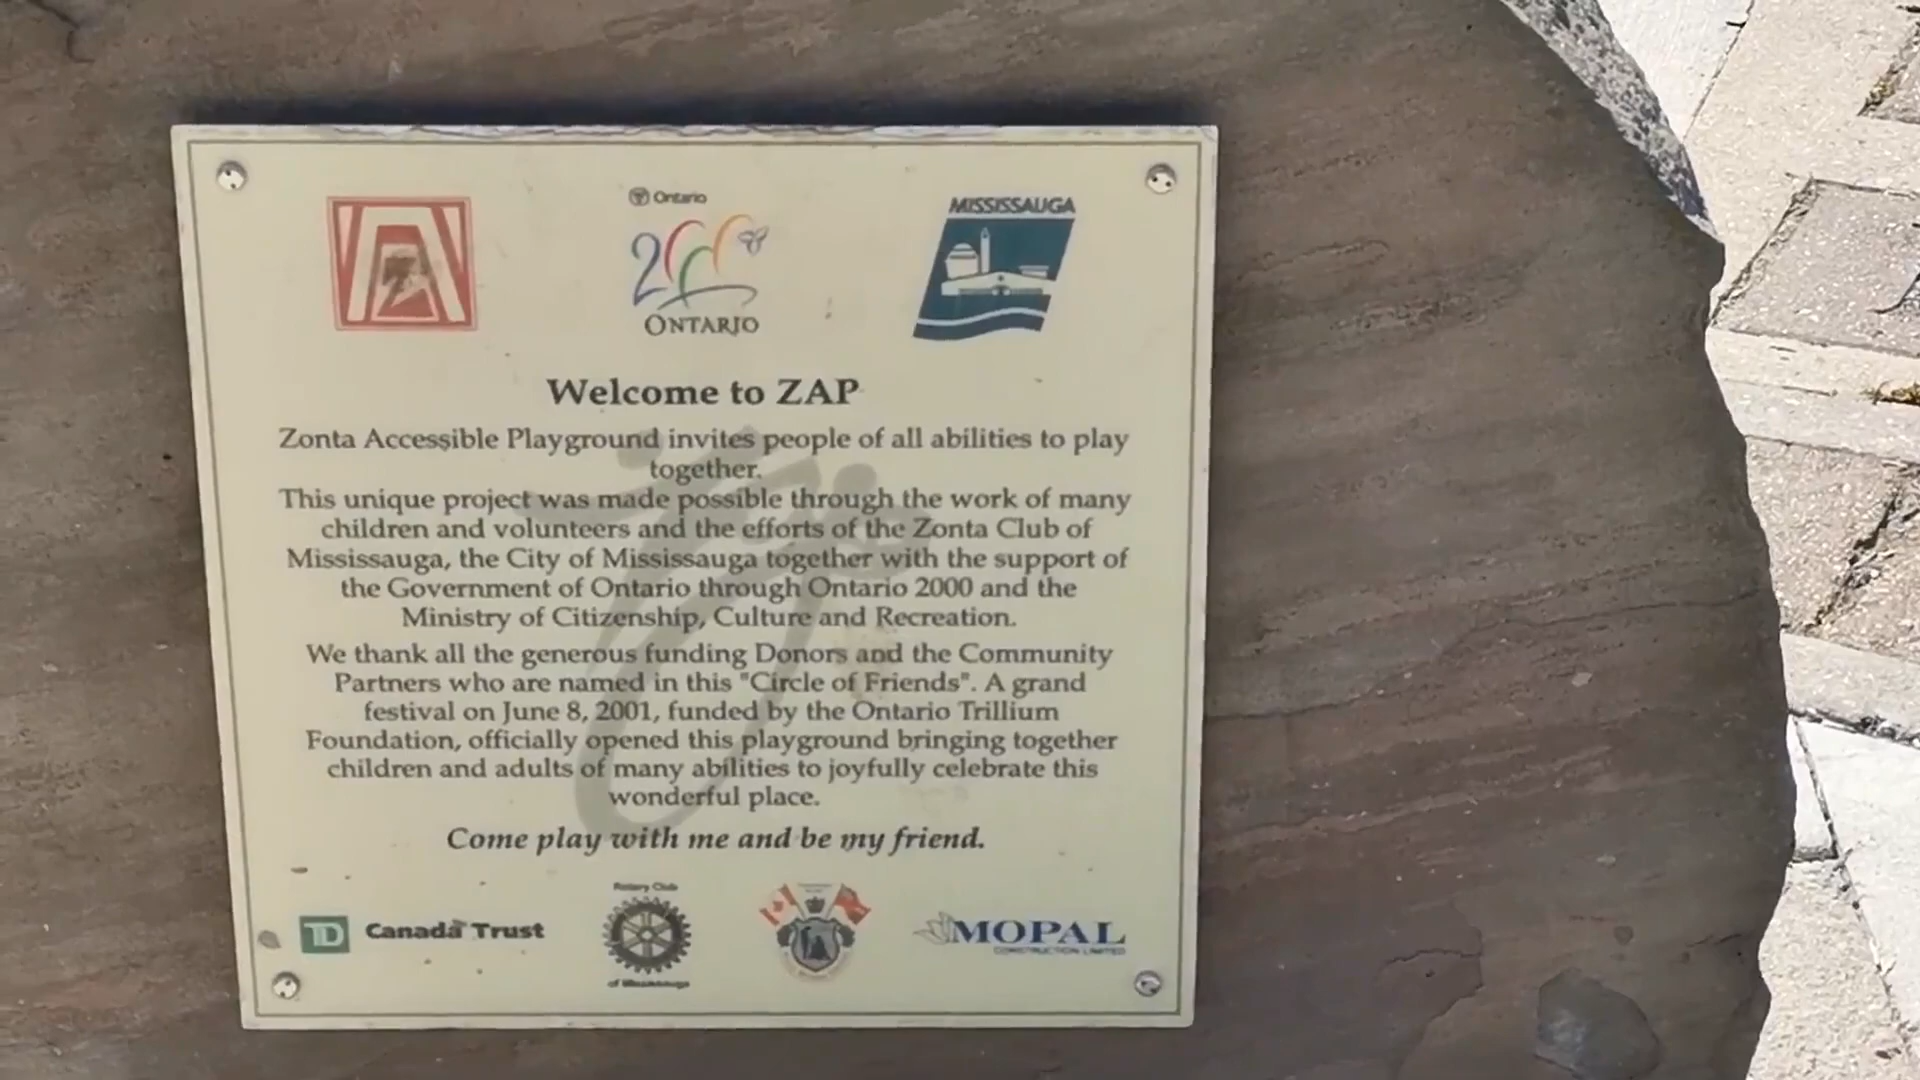 Ontario
2000
ONTARIO
MISSISSAUGA
Welcome to ZAP
Zonta Accessible Playground invites people of all abilities to play
together.
This unique project was made possible through the work of many
children and volunteers and the efforts of the Zonta Club of
Mississauga, the City of Mississauga together with the support of
the Government of Ontario through Ontario 2000 and the
Ministry of Citizenship, Culture and Recreation.
We thank all the generous funding Donors and the Community
Partners who are named in this "Circle of Friends". A grand
festival on June 8, 2001, funded by the Ontario Trillium
Foundation, officially opened this playground bringing together
children and adults of many abilities to joyfully celebrate this
wonderful place.
Come play with me and be my friend.
TD Canada Trust
Rotary Club
of Mississauga
MOPAL
CONSTRUCTION LIMITED